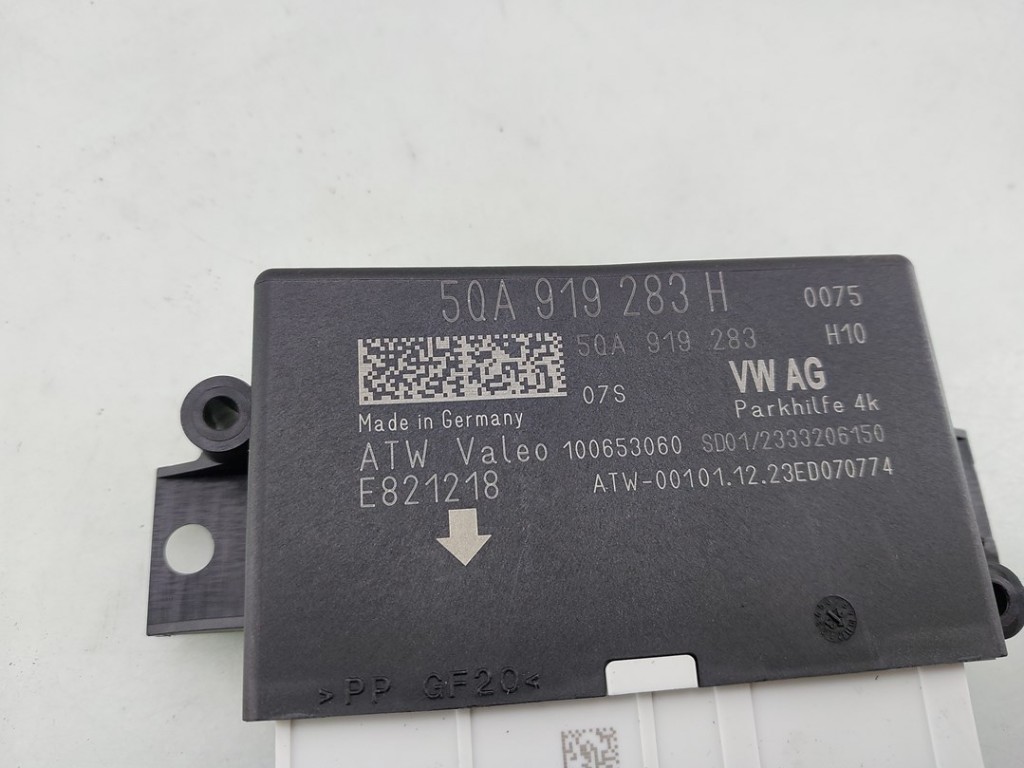 5QA 919 283 H 0075
5QA 919 283 H10
07S VW AG
Made in Germany Parkhilfe 4k
ATW Valeo 100653060 SD01/2333206150
E821218 ATW-00101.12.23ED070774
>PP GF20<